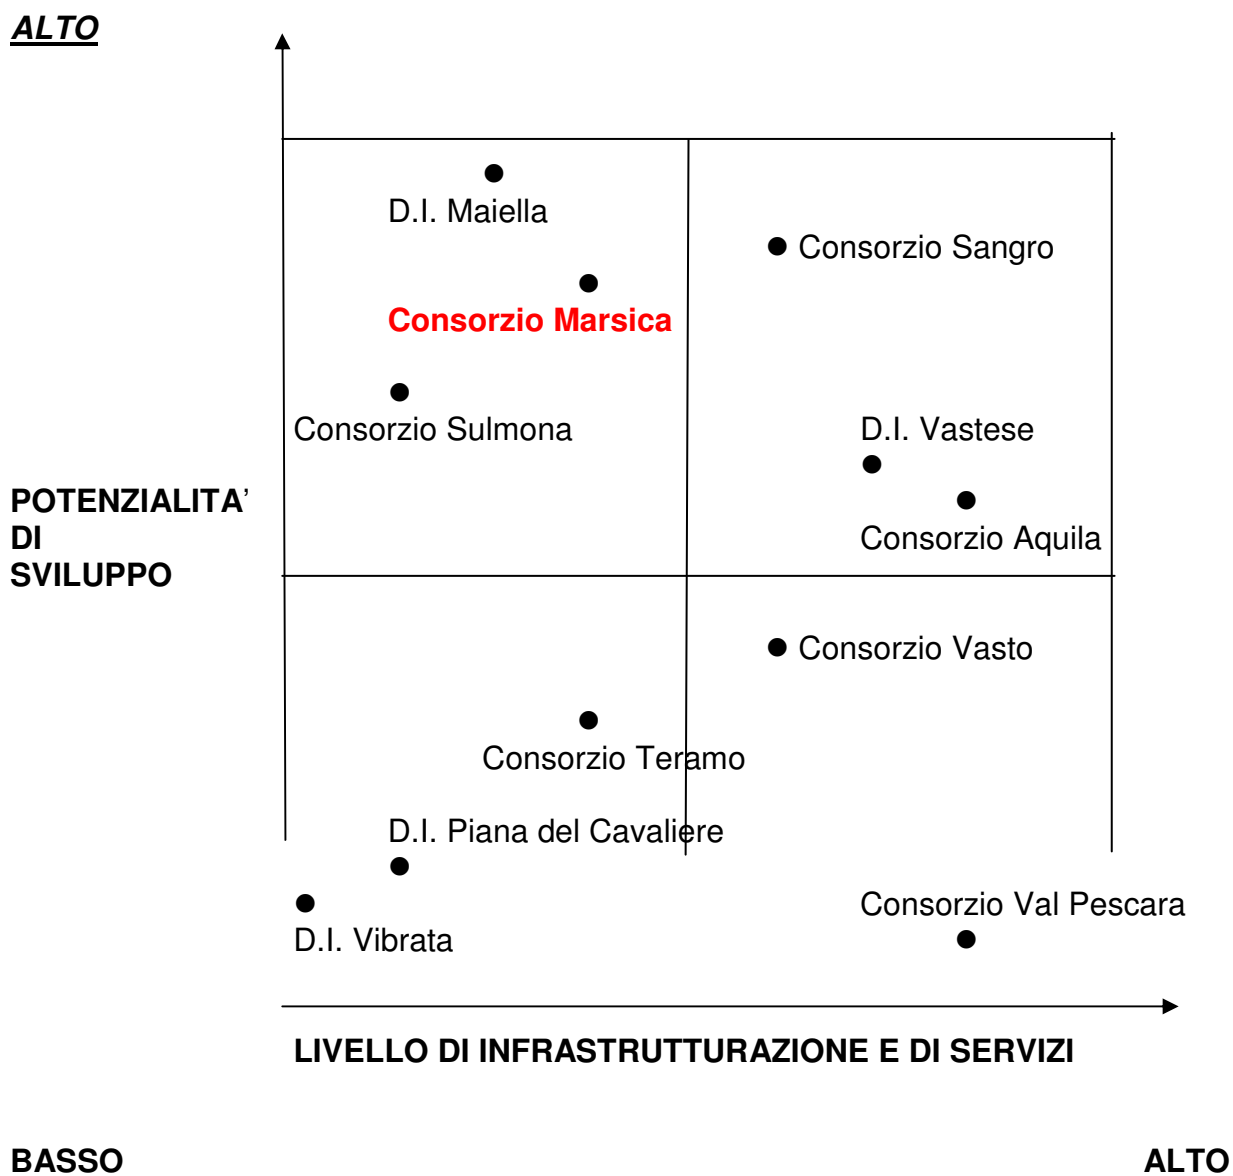 ALTO
D.I. Maiella
Consorzio Sangro
Consorzio Marsica
Consorzio Sulmona
D.I. Vastese
POTENZIALITA’
DI
SVILUPPO
Consorzio Aquila
Consorzio Vasto
Consorzio Teramo
D.I. Piana del Cavaliere
Consorzio Val Pescara
D.I. Vibrata
LIVELLO DI INFRASTRUTTURAZIONE E DI SERVIZI
BASSO
ALTO